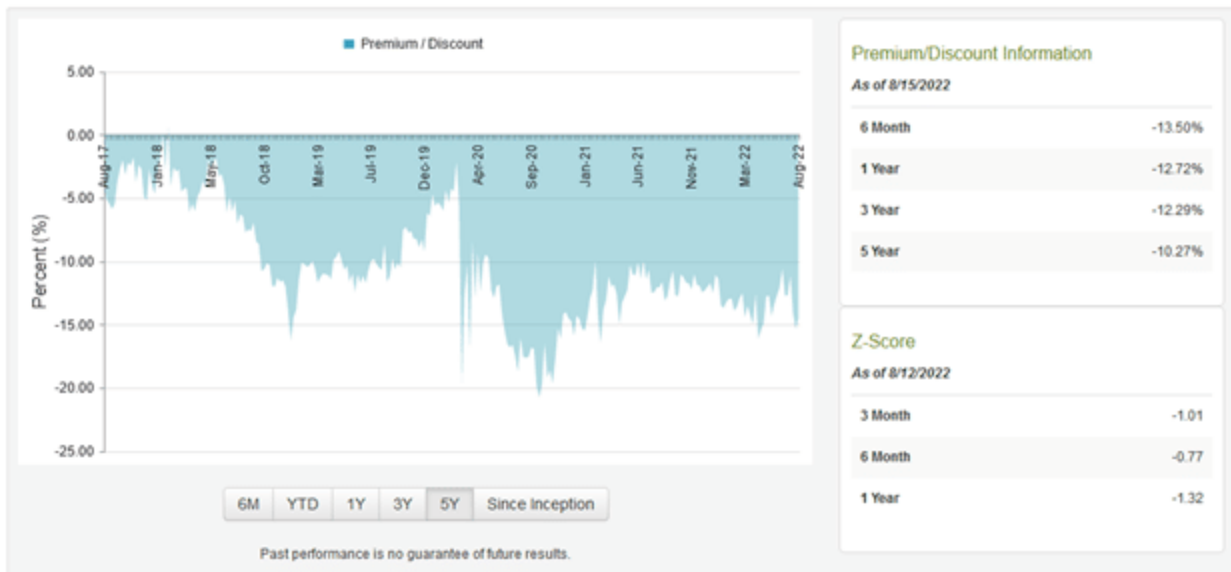 Premium / Discount
5.00
0.00
-5.00
-10.00
-15.00
-20.00
-25.00
Percent (%)
Aug-17
Jan-18
May-18
Oct-18
Mar-19
Jul-19
Dec-19
Apr-20
Sep-20
Jan-21
Jun-21
Nov-21
Mar-22
Aug-22
6M YTD 1Y 3Y 5Y Since Inception
Past performance is no guarantee of future results.
Premium/Discount Information
As of 8/15/2022
6 Month -13.50%
1 Year -12.72%
3 Year -12.29%
5 Year -10.27%
Z-Score
As of 8/12/2022
3 Month -1.01
6 Month -0.77
1 Year -1.32